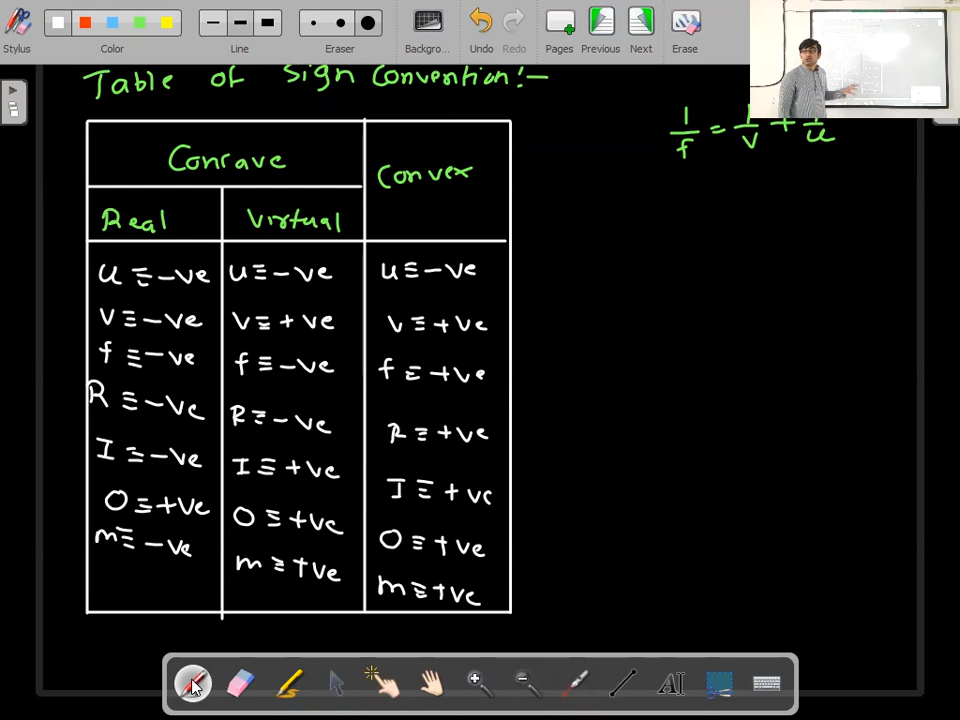 Stylus
Color
Line
Eraser
Backgro...
Undo
Redo
Pages
Previous
Next
Erase
Table of Sign Convention:-
1/f = 1/v + 1/u
Concave
Convex
Real
Virtual
u ≡ -ve
u ≡ -ve
u ≡ -ve
v ≡ -ve
v ≡ +ve
v ≡ +ve
f ≡ -ve
f ≡ -ve
f ≡ +ve
R ≡ -ve
R ≡ -ve
R ≡ +ve
I ≡ -ve
I ≡ +ve
I ≡ +ve
O ≡ +ve
O ≡ +ve
O ≡ +ve
m ≡ -ve
m ≡ +ve
m ≡ +ve
AI